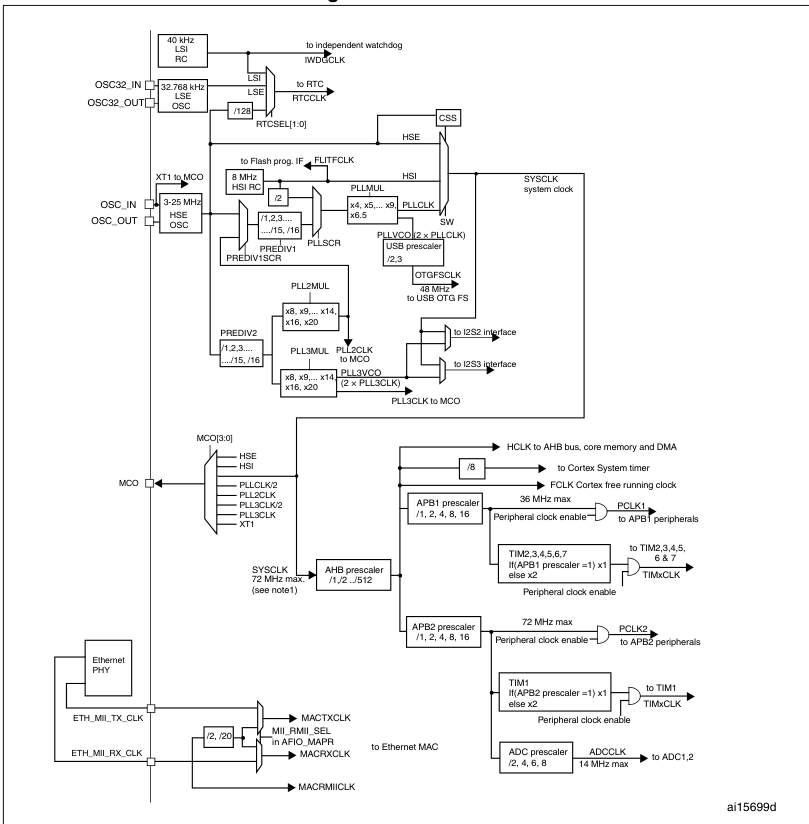 40 kHz
LSI
RC
to independent watchdog
IWDGCLK
OSC32_IN
OSC32_OUT
32.768 kHz
LSE
OSC
LSI
LSE
to RTC
RTCCLK
/128
RTCSEL[1:0]
CSS
HSE
to Flash prog. IF
FLITFCLK
XT1 to MCO
8 MHz
HSI RC
HSI
SYSCLK
system clock
/2
PLLMUL
x4, x5,... x9,
x6.5
PLLCLK
SW
OSC_IN
OSC_OUT
3-25 MHz
HSE
OSC
/1,2,3....
..../15, /16
PREDIV1
PLLSCR
PREDIV1SCR
PLLVCO (2 × PLLCLK)
USB prescaler
/2,3
OTGFSCLK
48 MHz
to USB OTG FS
PLL2MUL
x8, x9,... x14,
x16, x20
PREDIV2
/1,2,3....
..../15, /16
PLL2CLK
to MCO
PLL3MUL
x8, x9,... x14,
x16, x20
PLL3VCO
(2 × PLL3CLK)
PLL3CLK to MCO
to I2S2 interface
to I2S3 interface
MCO[3:0]
MCO
HSE
HSI
PLLCLK/2
PLL2CLK
PLL3CLK/2
PLL3CLK
XT1
HCLK to AHB bus, core memory and DMA
/8
to Cortex System timer
FCLK Cortex free running clock
APB1 prescaler
/1, 2, 4, 8, 16
36 MHz max
Peripheral clock enable
PCLK1
to APB1 peripherals
TIM2,3,4,5,6,7
If(APB1 prescaler =1) x1
else x2
to TIM2,3,4,5,
6 & 7
TIMxCLK
Peripheral clock enable
SYSCLK
72 MHz max.
(see note1)
AHB prescaler
/1,/2 ../512
APB2 prescaler
/1, 2, 4, 8, 16
72 MHz max
Peripheral clock enable
PCLK2
to APB2 peripherals
TIM1
If(APB2 prescaler =1) x1
else x2
to TIM1
TIMxCLK
Peripheral clock enable
ADC prescaler
/2, 4, 6, 8
ADCCLK
14 MHz max
to ADC1,2
Ethernet
PHY
ETH_MII_TX_CLK
MACTXCLK
/2, /20
MII_RMII_SEL
in AFIO_MAPR
to Ethernet MAC
ETH_MII_RX_CLK
MACRXCLK
MACRMIICLK
ai15699d